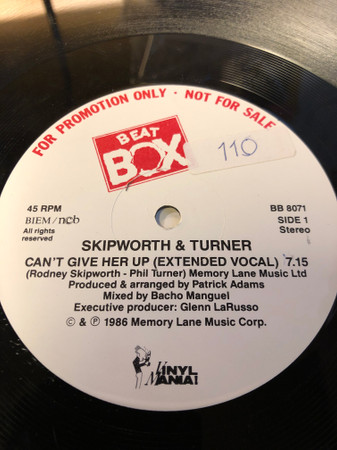 FOR PROMOTION ONLY · NOT FOR SALE
BEAT
BOX
110
45 RPM
BIEM/ncb
All rights
reserved
BB 8071
SIDE 1
Stereo
SKIPWORTH & TURNER
CAN'T GIVE HER UP (EXTENDED VOCAL) 7.15
(Rodney Skipworth - Phil Turner) Memory Lane Music Ltd
Produced & arranged by Patrick Adams
Mixed by Bacho Manguel
Executive producer: Glenn LaRusso
© & ℗ 1986 Memory Lane Music Corp.
VINYL
MANIA!